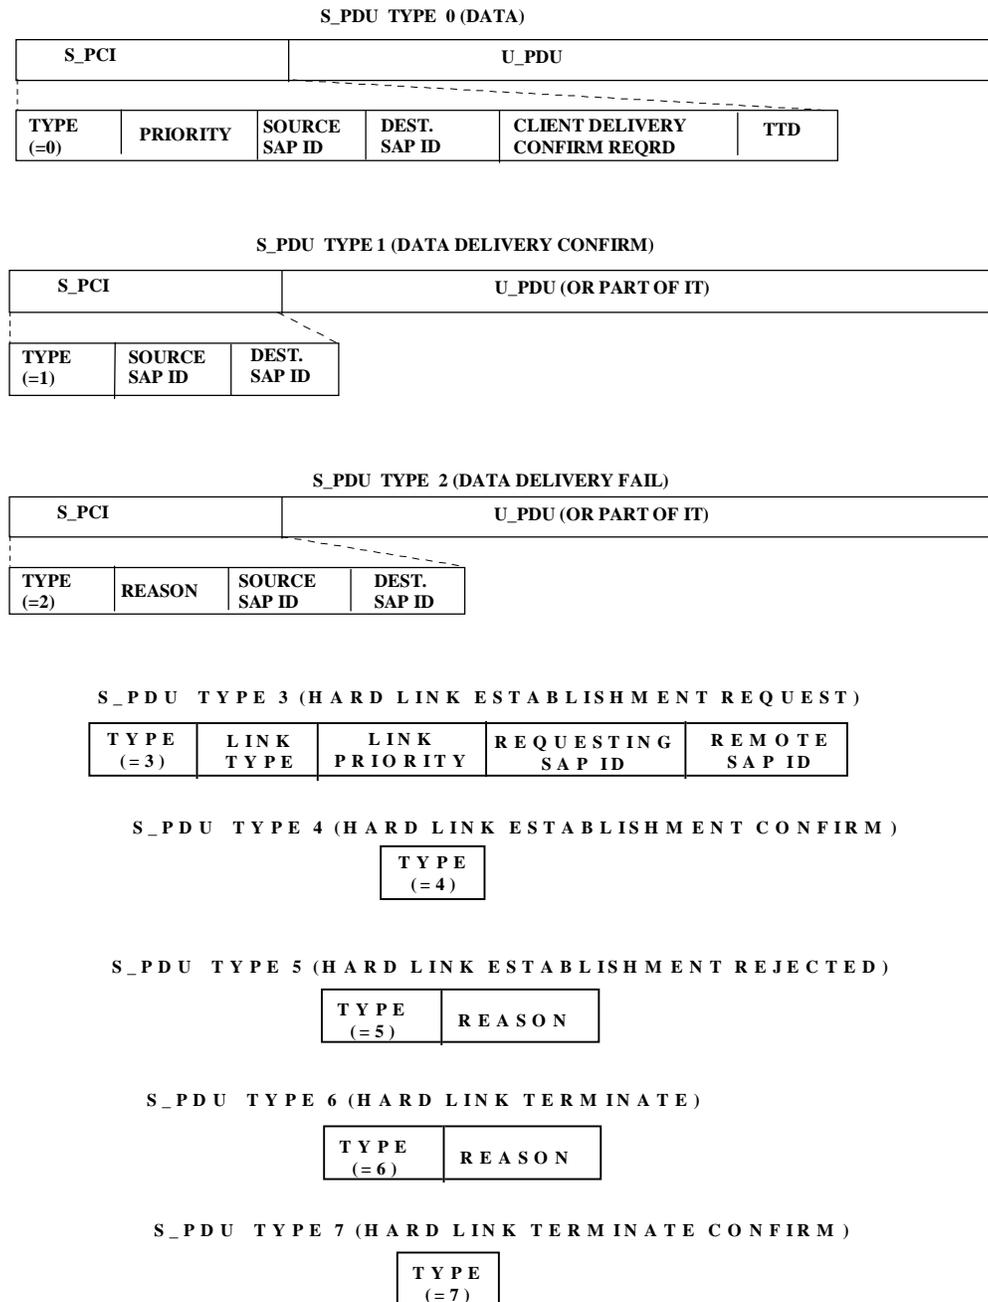 S_PDU TYPE 0 (DATA)
S_PCI U_PDU
TYPE (=0) PRIORITY SOURCE SAP ID DEST. SAP ID CLIENT DELIVERY CONFIRM REQRD TTD
S_PDU TYPE 1 (DATA DELIVERY CONFIRM)
S_PCI U_PDU (OR PART OF IT)
TYPE (=1) SOURCE SAP ID DEST. SAP ID
S_PDU TYPE 2 (DATA DELIVERY FAIL)
S_PCI U_PDU (OR PART OF IT)
TYPE (=2) REASON SOURCE SAP ID DEST. SAP ID
S_PDU TYPE 3 (HARD LINK ESTABLISHMENT REQUEST)
TYPE (=3) LINK TYPE LINK PRIORITY REQUESTING SAP ID REMOTE SAP ID
S_PDU TYPE 4 (HARD LINK ESTABLISHMENT CONFIRM)
TYPE (=4)
S_PDU TYPE 5 (HARD LINK ESTABLISHMENT REJECTED)
TYPE (=5) REASON
S_PDU TYPE 6 (HARD LINK TERMINATE)
TYPE (=6) REASON
S_PDU TYPE 7 (HARD LINK TERMINATE CONFIRM)
TYPE (=7)